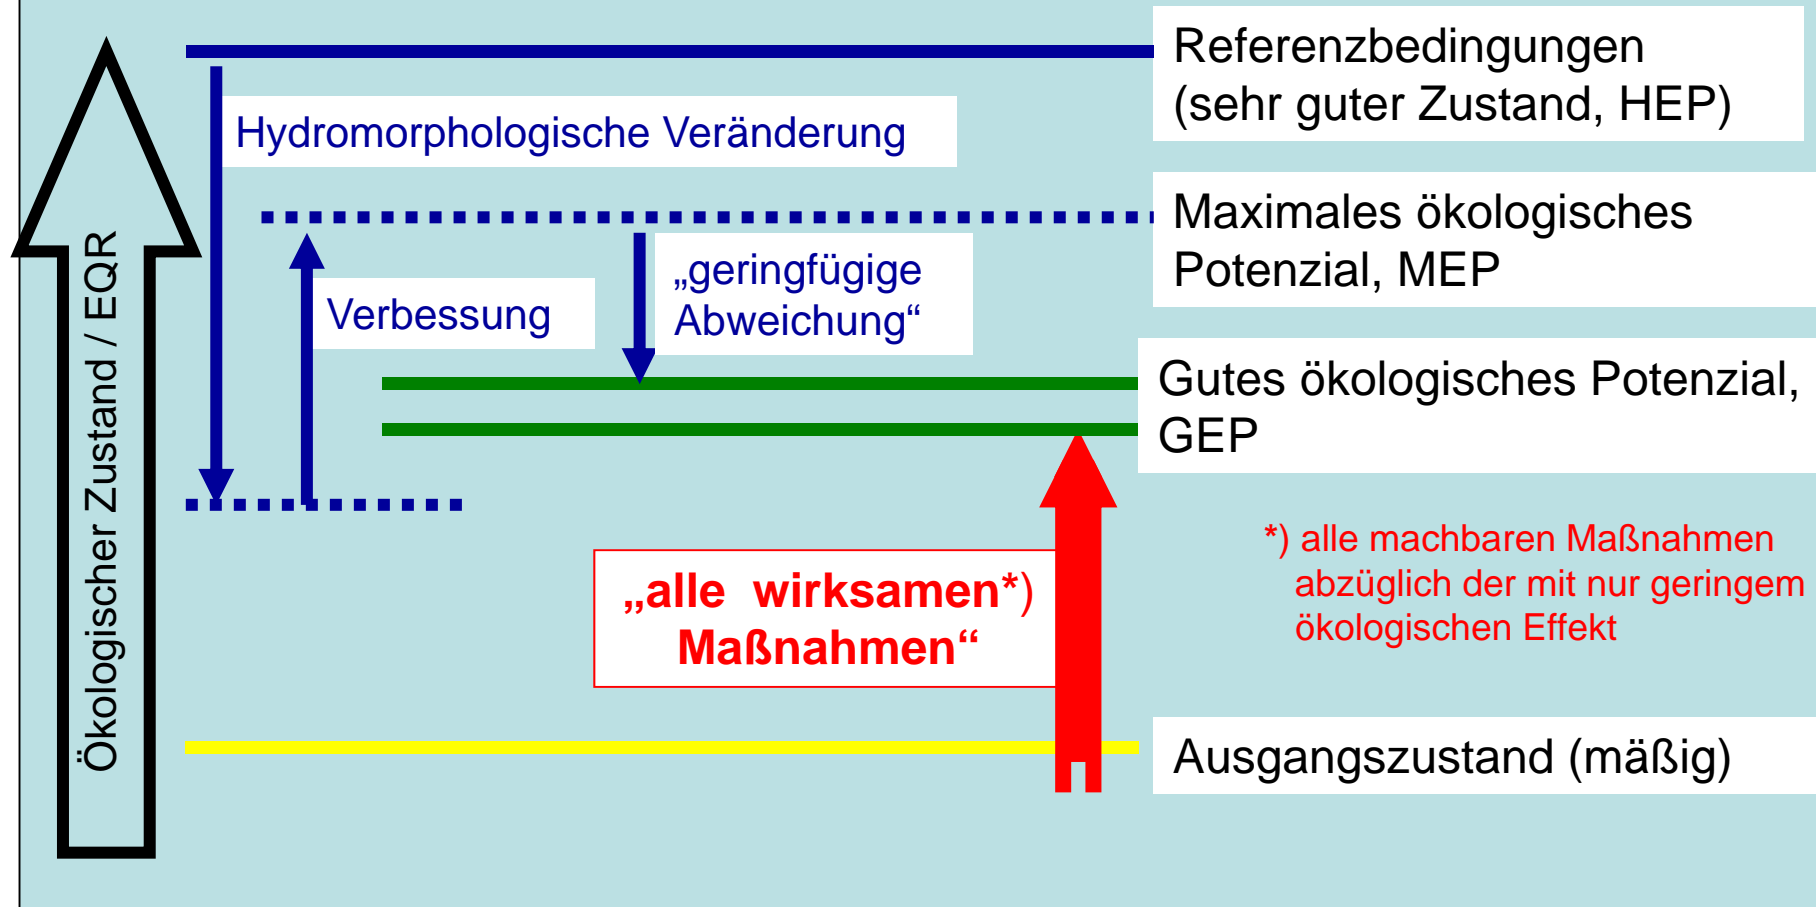 Referenzbedingungen
(sehr guter Zustand, HEP)
Hydromorphologische Veränderung
Maximales ökologisches
Potenzial, MEP
„geringfügige
Abweichung“
Verbessung
Gutes ökologisches Potenzial,
GEP
*) alle machbaren Maßnahmen
abzüglich der mit nur geringem
ökologischen Effekt
„alle wirksamen*)
Maßnahmen“
Ausgangszustand (mäßig)
Ökologischer Zustand / EQR